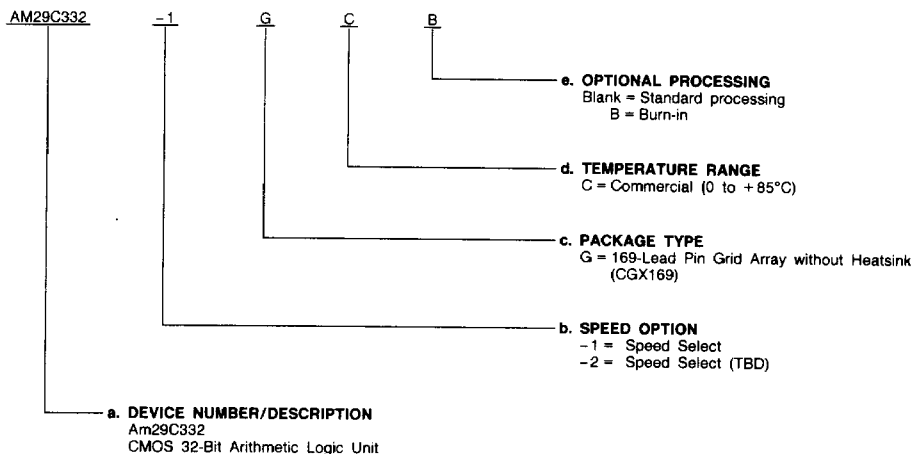 AM29C332 -1 G C B
e. OPTIONAL PROCESSING
Blank = Standard processing
B = Burn-in
d. TEMPERATURE RANGE
C = Commercial (0 to +85°C)
c. PACKAGE TYPE
G = 169-Lead Pin Grid Array without Heatsink
(CGX169)
b. SPEED OPTION
-1 = Speed Select
-2 = Speed Select (TBD)
a. DEVICE NUMBER/DESCRIPTION
Am29C332
CMOS 32-Bit Arithmetic Logic Unit